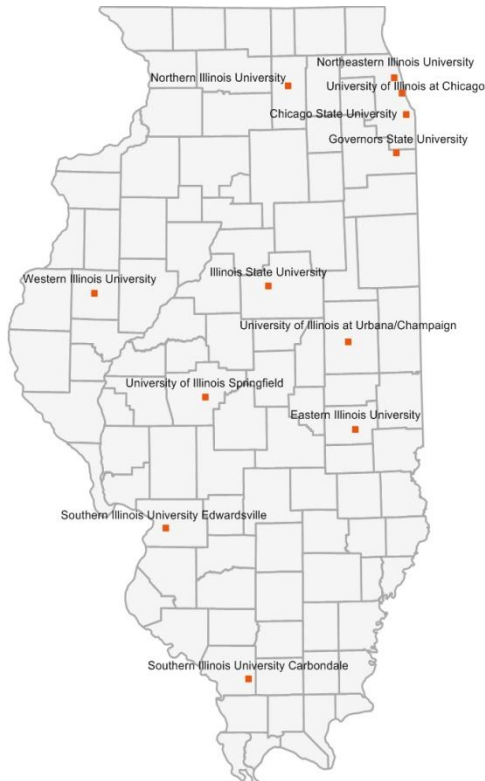 Northeastern Illinois University
Northern Illinois University
University of Illinois at Chicago
Chicago State University
Governors State University
Western Illinois University
Illinois State University
University of Illinois at Urbana/Champaign
University of Illinois Springfield
Eastern Illinois University
Southern Illinois University Edwardsville
Southern Illinois University Carbondale